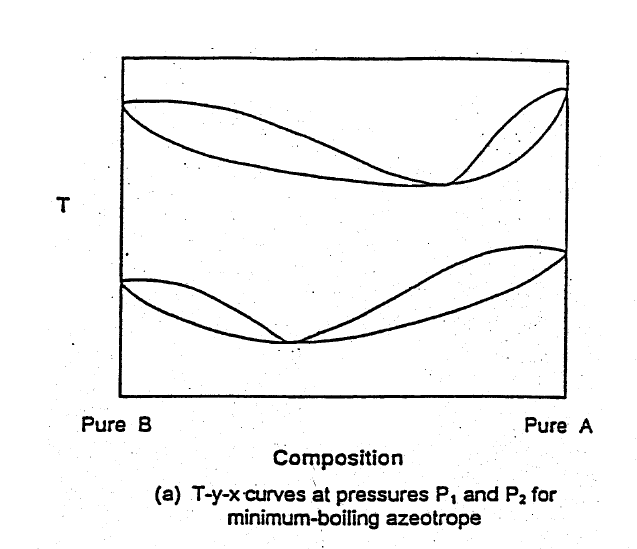 T
Pure B
Pure A
Composition
(a) T-y-x curves at pressures P₁ and P₂ for
minimum-boiling azeotrope